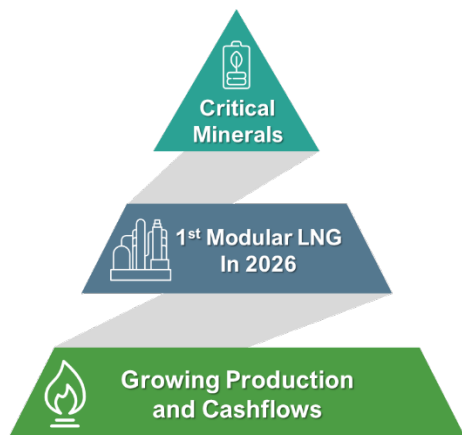 Critical
Minerals
1st Modular LNG
In 2026
Growing Production
and Cashflows